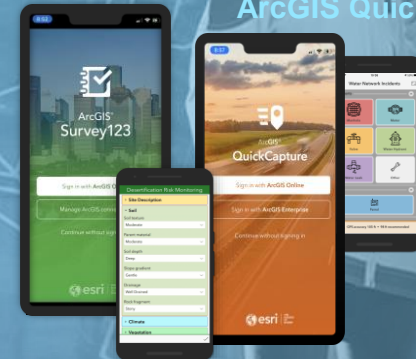 ArcGIS Quic
8:53
ArcGIS®
Survey123
Sign in with ArcGIS O
Manage ArcGIS conne
Continue without sign
esri
Desertification Risk Monitoring
Site Description
Soil
Soil texture
Moderate
Parent material
Moderate
Soil depth
Deep
Slope gradient
Gentle
Drainage
Well Drained
Rock fragment
Climate
Vegetation
8:57
ArcGIS®
QuickCapture
Sign in with ArcGIS Online
Sign in with ArcGIS Enterprise
Continue without signing in
esri
Water Network Incidents